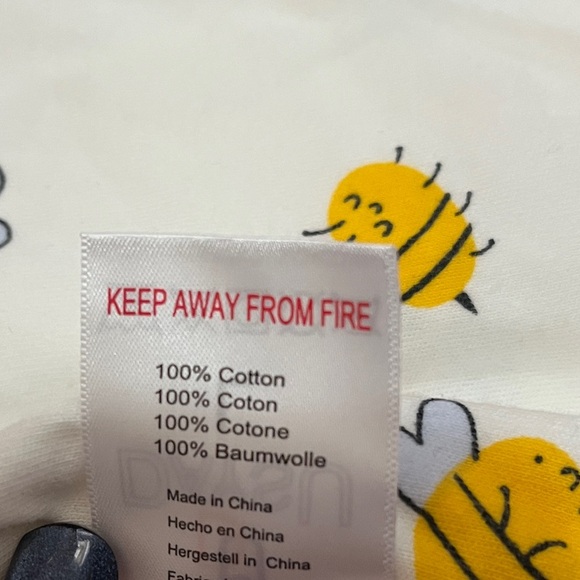 KEEP AWAY FROM FIRE
100% Cotton
100% Coton
100% Cotone
100% Baumwolle
Made in China
Hecho en China
Hergestell in China